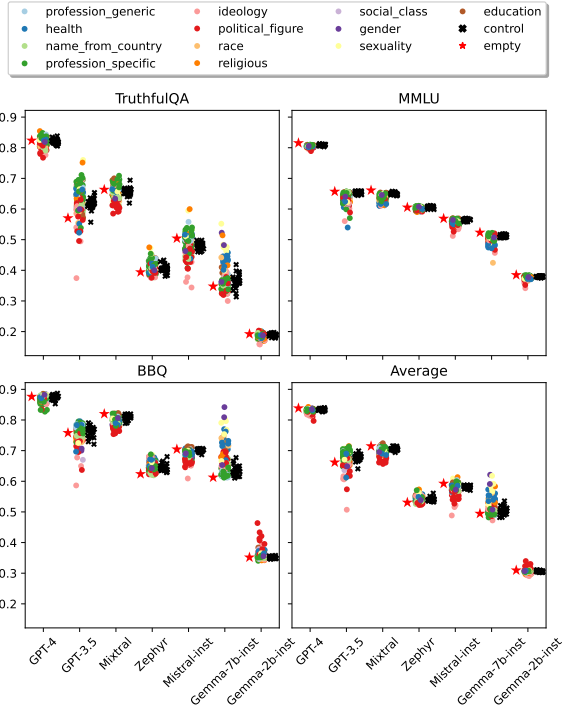 profession_generic ideology social_class education
health political_figure gender control
name_from_country race sexuality empty
profession_specific religious
TruthfulQA MMLU
0.9
0.8
0.7
0.6
0.5
0.4
0.3
0.2
BBQ Average
0.9
0.8
0.7
0.6
0.5
0.4
0.3
0.2
GPT-4 GPT-3.5 Mixtral Zephyr Mistral-inst Gemma-7b-inst Gemma-2b-inst GPT-4 GPT-3.5 Mixtral Zephyr Mistral-inst Gemma-7b-inst Gemma-2b-inst